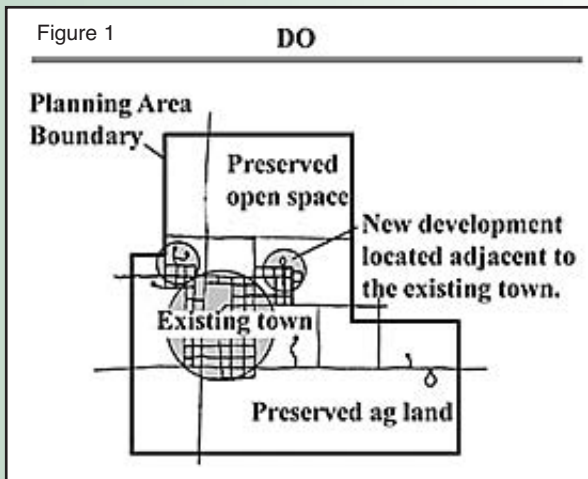 Figure 1
DO
Planning Area
Boundary
Preserved
open space
New development
located adjacent to
the existing town.
Existing town
Preserved ag land